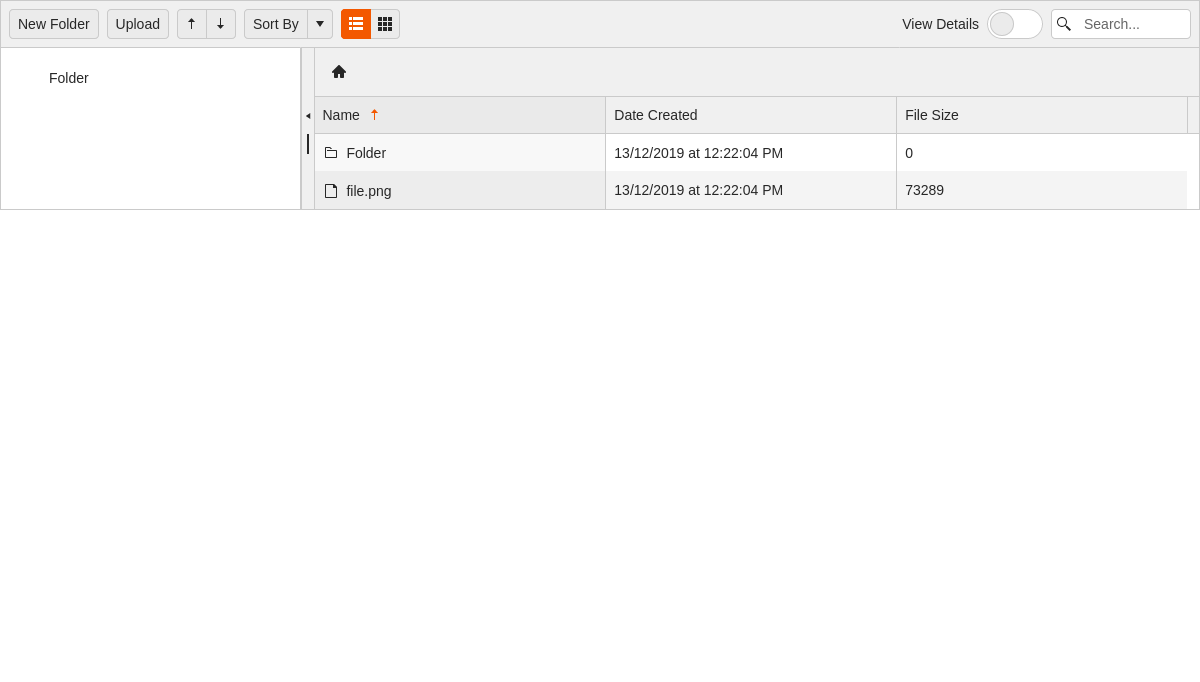 New Folder Upload Sort By View Details Search...
Folder
Name Date Created File Size
Folder 13/12/2019 at 12:22:04 PM 0
file.png 13/12/2019 at 12:22:04 PM 73289